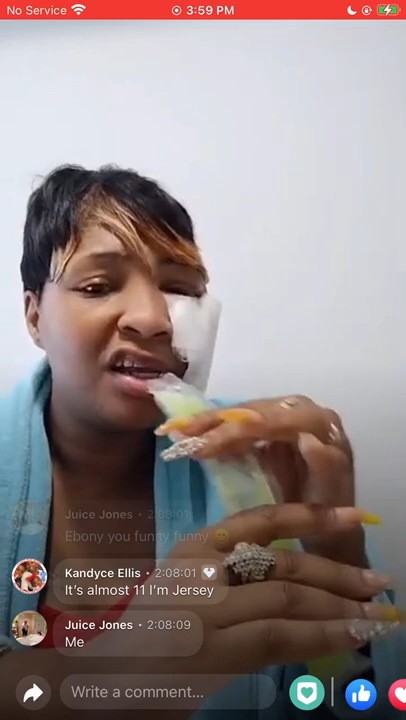 No Service 3:59 PM
Juice Jones • 2:08:01
Ebony you funny funny
Kandyce Ellis • 2:08:01
It's almost 11 I'm Jersey
Juice Jones • 2:08:09
Me
Write a comment...